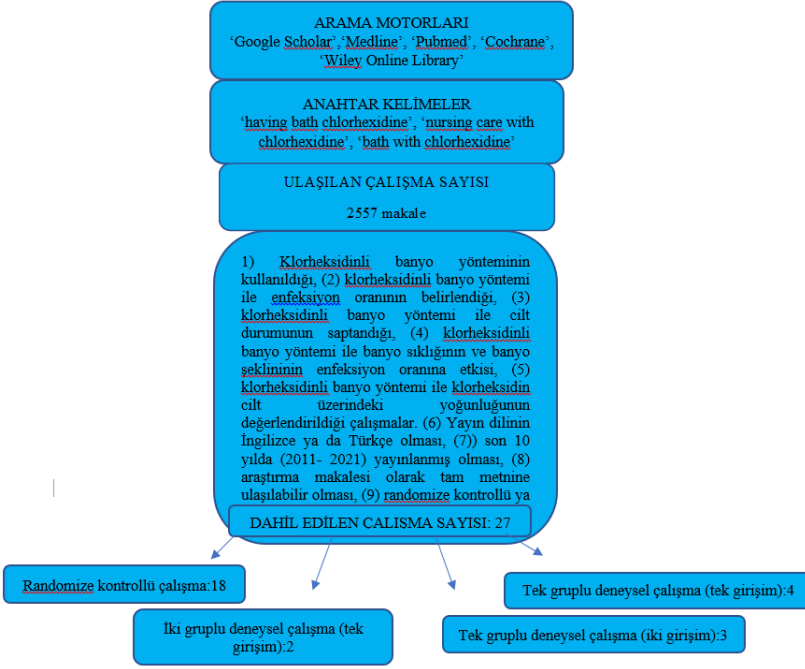 ARAMA MOTORLARI
‘Google Scholar’,‘Medline’, ‘Pubmed’, ‘Cochrane’,
‘Wiley Online Library’
ANAHTAR KELİMELER
‘having bath chlorhexidine’, ‘nursing care with
chlorhexidine’, ‘bath with chlorhexidine’
ULAŞILAN ÇALIŞMA SAYISI
2557 makale
1) Klorheksidinli banyo yönteminin
kullanıldığı, (2) klorheksidinli banyo yöntemi
ile enfeksiyon oranının belirlendiği, (3)
klorheksidinli banyo yöntemi ile cilt
durumunun saptandığı, (4) klorheksidinli
banyo yöntemi ile banyo sıklığının ve banyo
şeklininin enfeksiyon oranına etkisi, (5)
klorheksidinli banyo yöntemi ile klorheksidin
cilt üzerindeki yoğunluğunun
değerlendirildiği çalışmalar. (6) Yayın dilinin
İngilizce ya da Türkçe olması, (7)) son 10
yılda (2011- 2021) yayınlanmış olması, (8)
araştırma makalesi olarak tam metnine
ulaşılabilir olması, (9) randomize kontrollü ya
DAHİL EDİLEN ÇALIŞMA SAYISI: 27
Randomize kontrollü çalışma:18
İki gruplu deneysel çalışma (tek
girişim):2
Tek gruplu deneysel çalışma (tek girişim):4
Tek gruplu deneysel çalışma (iki girişim):3